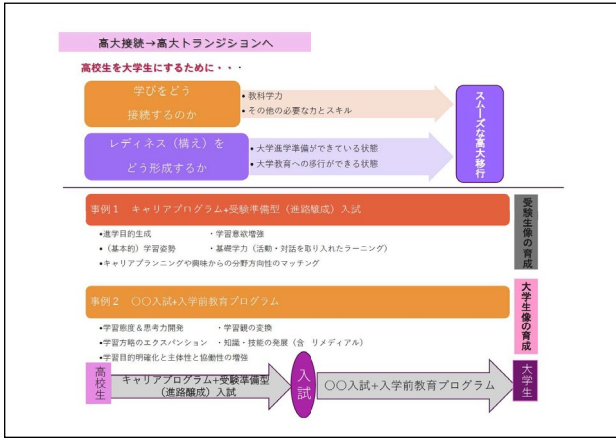 高大接続→高大トランジションへ
高校生を大学生にするために・・・
学びをどう
接続するのか
• 教科学力
• その他の必要な力とスキル
レディネス（構え）を
どう形成するか
• 大学進学準備ができている状態
• 大学教育への移行ができる状態
スムーズな高大移行
事例１　キャリアプログラム+受験準備型（進路醸成）入試
•進学目的生成　・学習意欲増強
•（基本的）学習姿勢　・基礎学力（活動・対話を取り入れたラーニング）
•キャリアプランニングや興味からの分野方向性のマッチング
受験生像の育成
事例２　〇〇入試+入学前教育プログラム
•学習態度＆思考力開発　・学習観の変換
•学習方略のエクスパンション　・知識・技能の発展（含　リメディアル）
•学習目的明確化と主体性と協働性の増強
大学生像の育成
高校生
キャリアプログラム+受験準備型
（進路醸成）入試
入試
〇〇入試+入学前教育プログラム
大学生